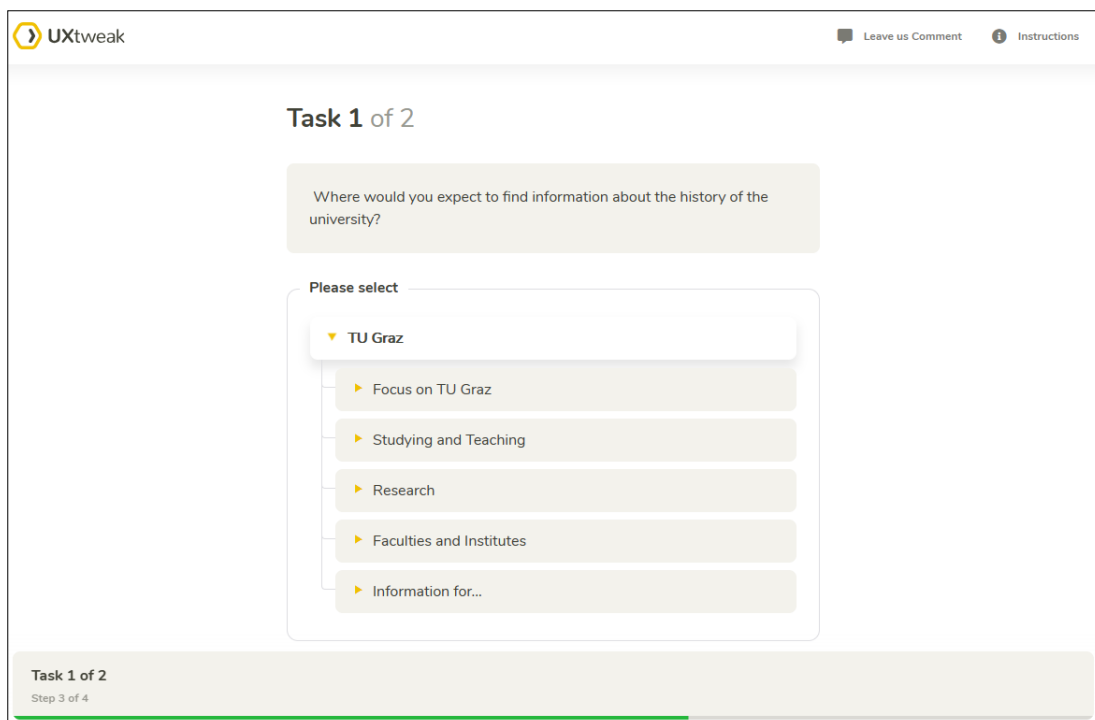 UXtweak
Leave us Comment
Instructions
Task 1 of 2
Where would you expect to find information about the history of the
university?
Please select
TU Graz
Focus on TU Graz
Studying and Teaching
Research
Faculties and Institutes
Information for...
Task 1 of 2
Step 3 of 4